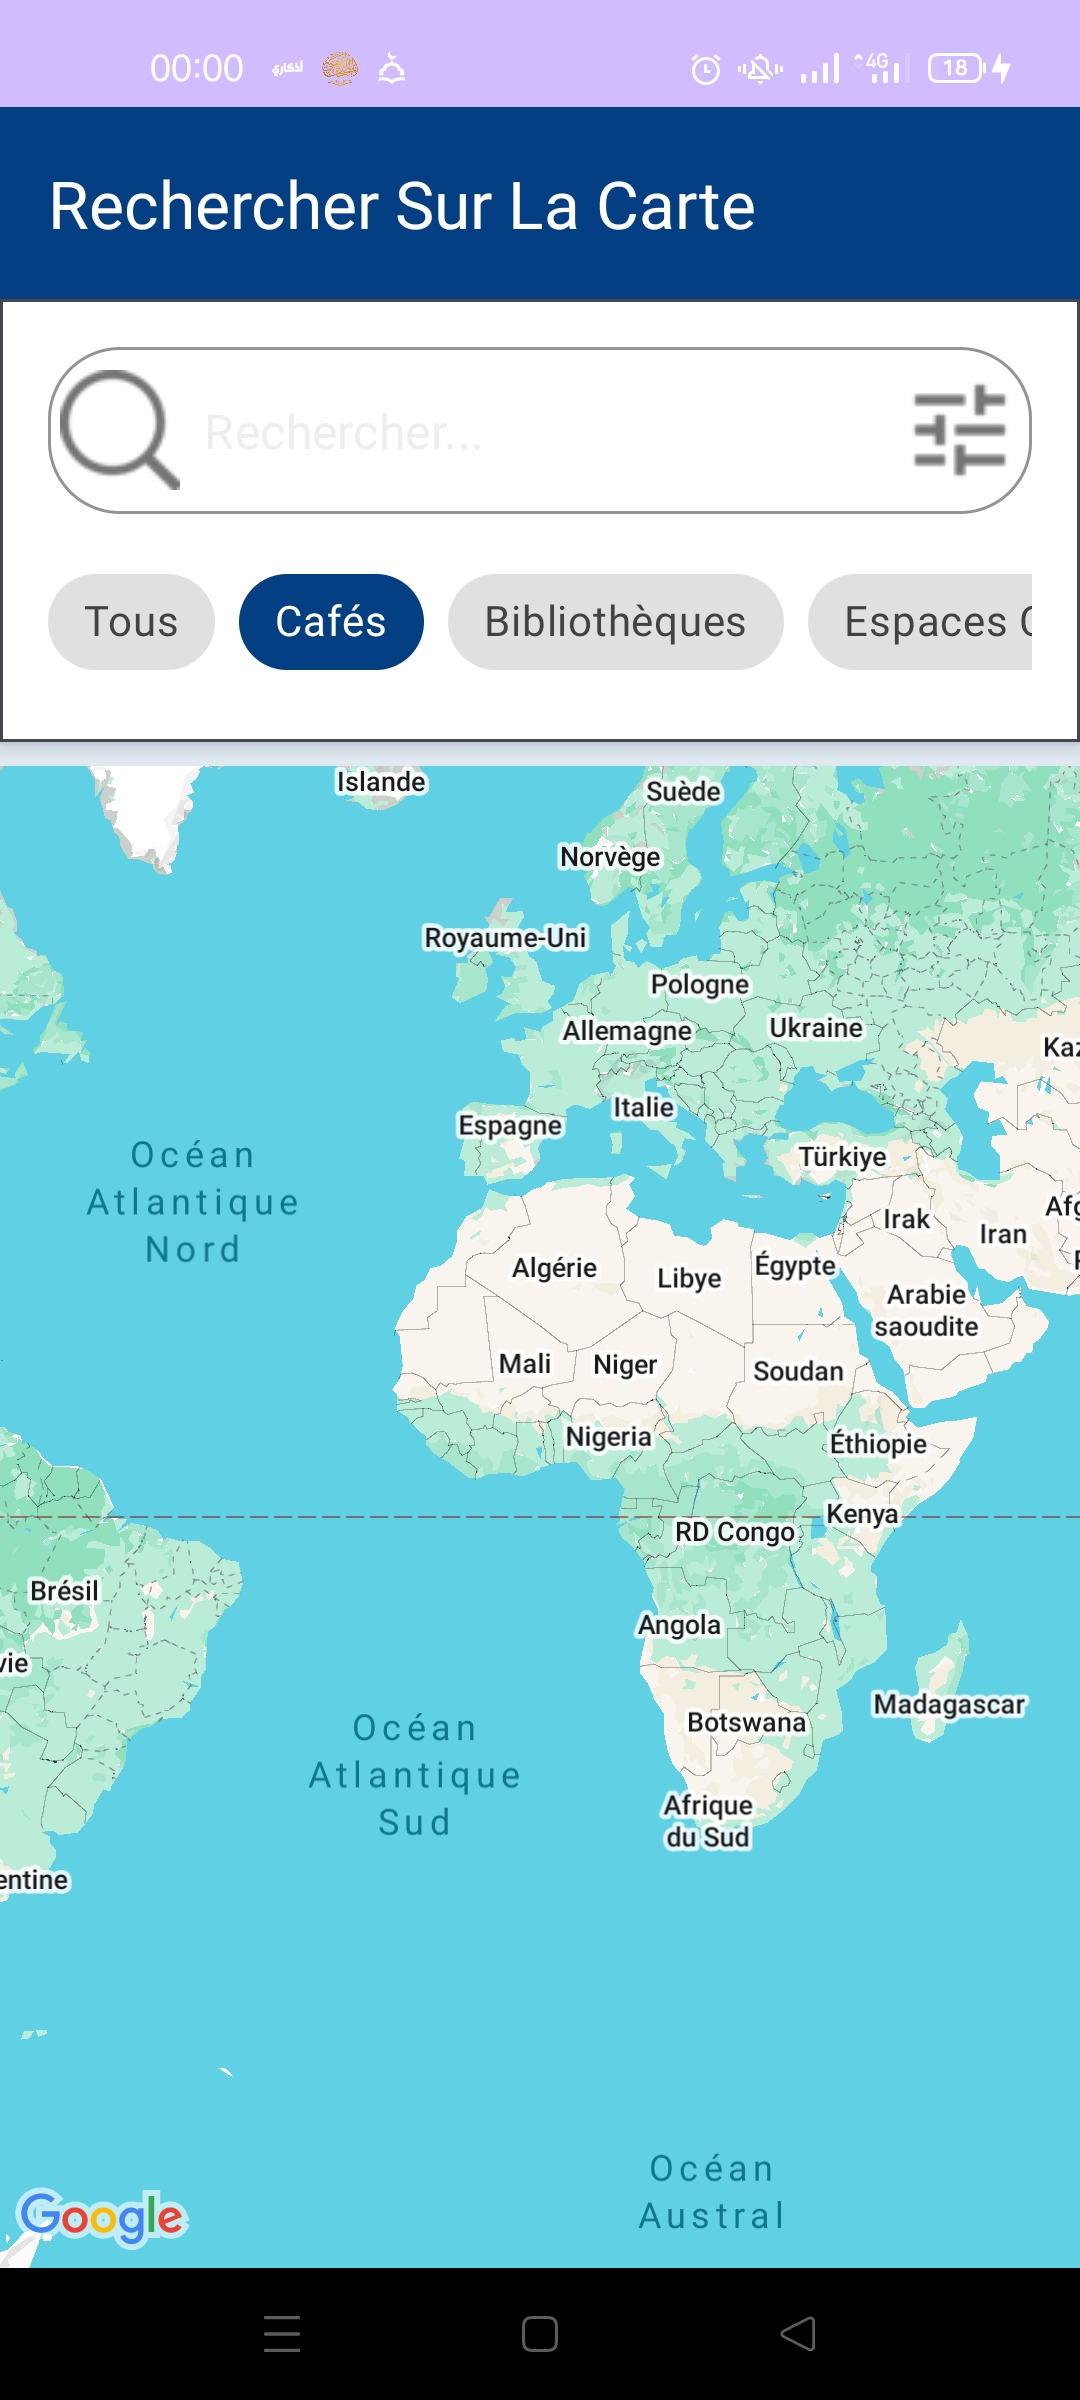 00:00 أذكاري 4G 18
Rechercher Sur La Carte
Rechercher...
Tous Cafés Bibliothèques Espaces
Islande
Suède
Norvège
Royaume-Uni
Pologne
Allemagne
Ukraine
Kaz
Italie
Espagne
Océan
Atlantique
Nord
Türkiye
Afg
Irak
Iran
Algérie
Libye
Égypte
Arabie
saoudite
Mali
Niger
Soudan
Nigeria
Éthiopie
Kenya
RD Congo
Brésil
Angola
vie
Madagascar
Botswana
Océan
Atlantique
Sud
Afrique
du Sud
entine
Océan
Austral
Google